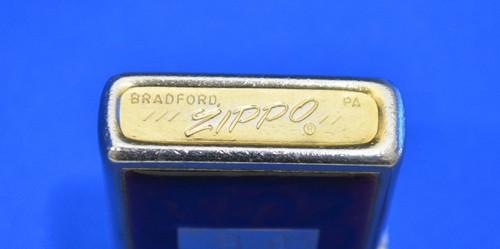 BRADFORD, PA
/// ZIPPO ® //